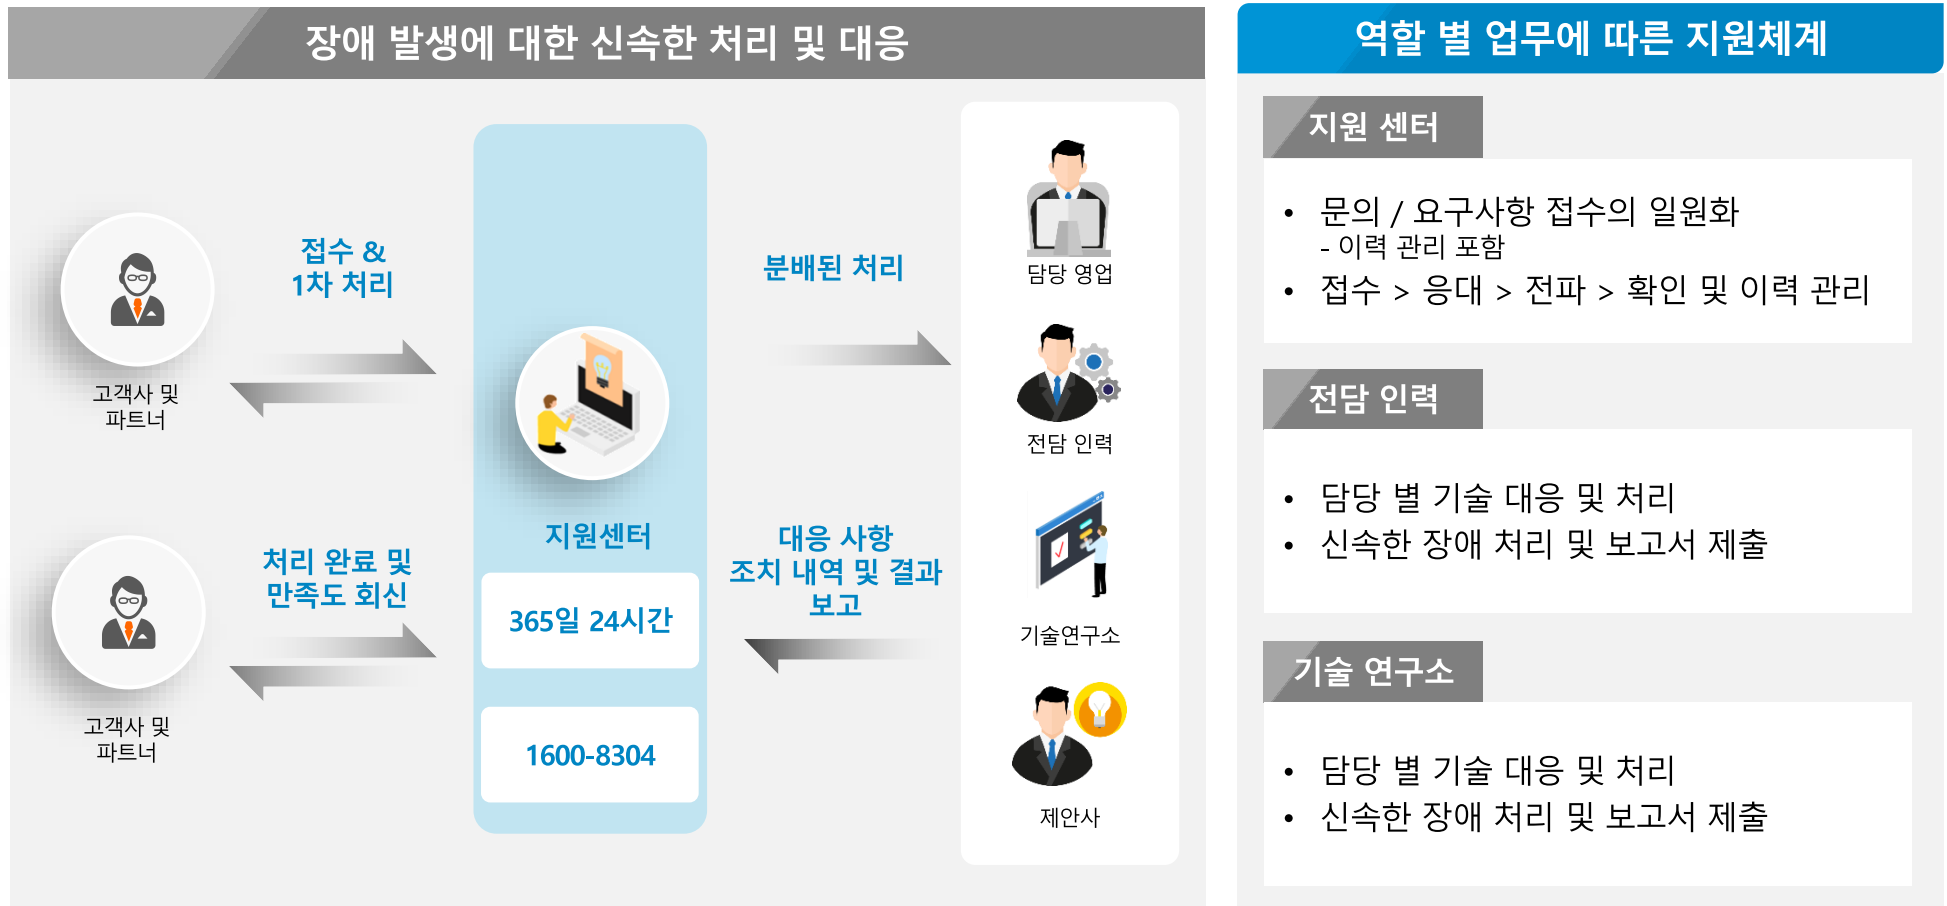 장애 발생에 대한 신속한 처리 및 대응
고객사 및
파트너
접수 &
1차 처리
고객사 및
파트너
처리 완료 및
만족도 회신
지원센터
365일 24시간
1600-8304
분배된 처리
대응 사항
조치 내역 및 결과
보고
담당 영업
전담 인력
기술연구소
제안사
역할 별 업무에 따른 지원체계
지원 센터
• 문의 / 요구사항 접수의 일원화
- 이력 관리 포함
• 접수 > 응대 > 전파 > 확인 및 이력 관리
전담 인력
• 담당 별 기술 대응 및 처리
• 신속한 장애 처리 및 보고서 제출
기술 연구소
• 담당 별 기술 대응 및 처리
• 신속한 장애 처리 및 보고서 제출